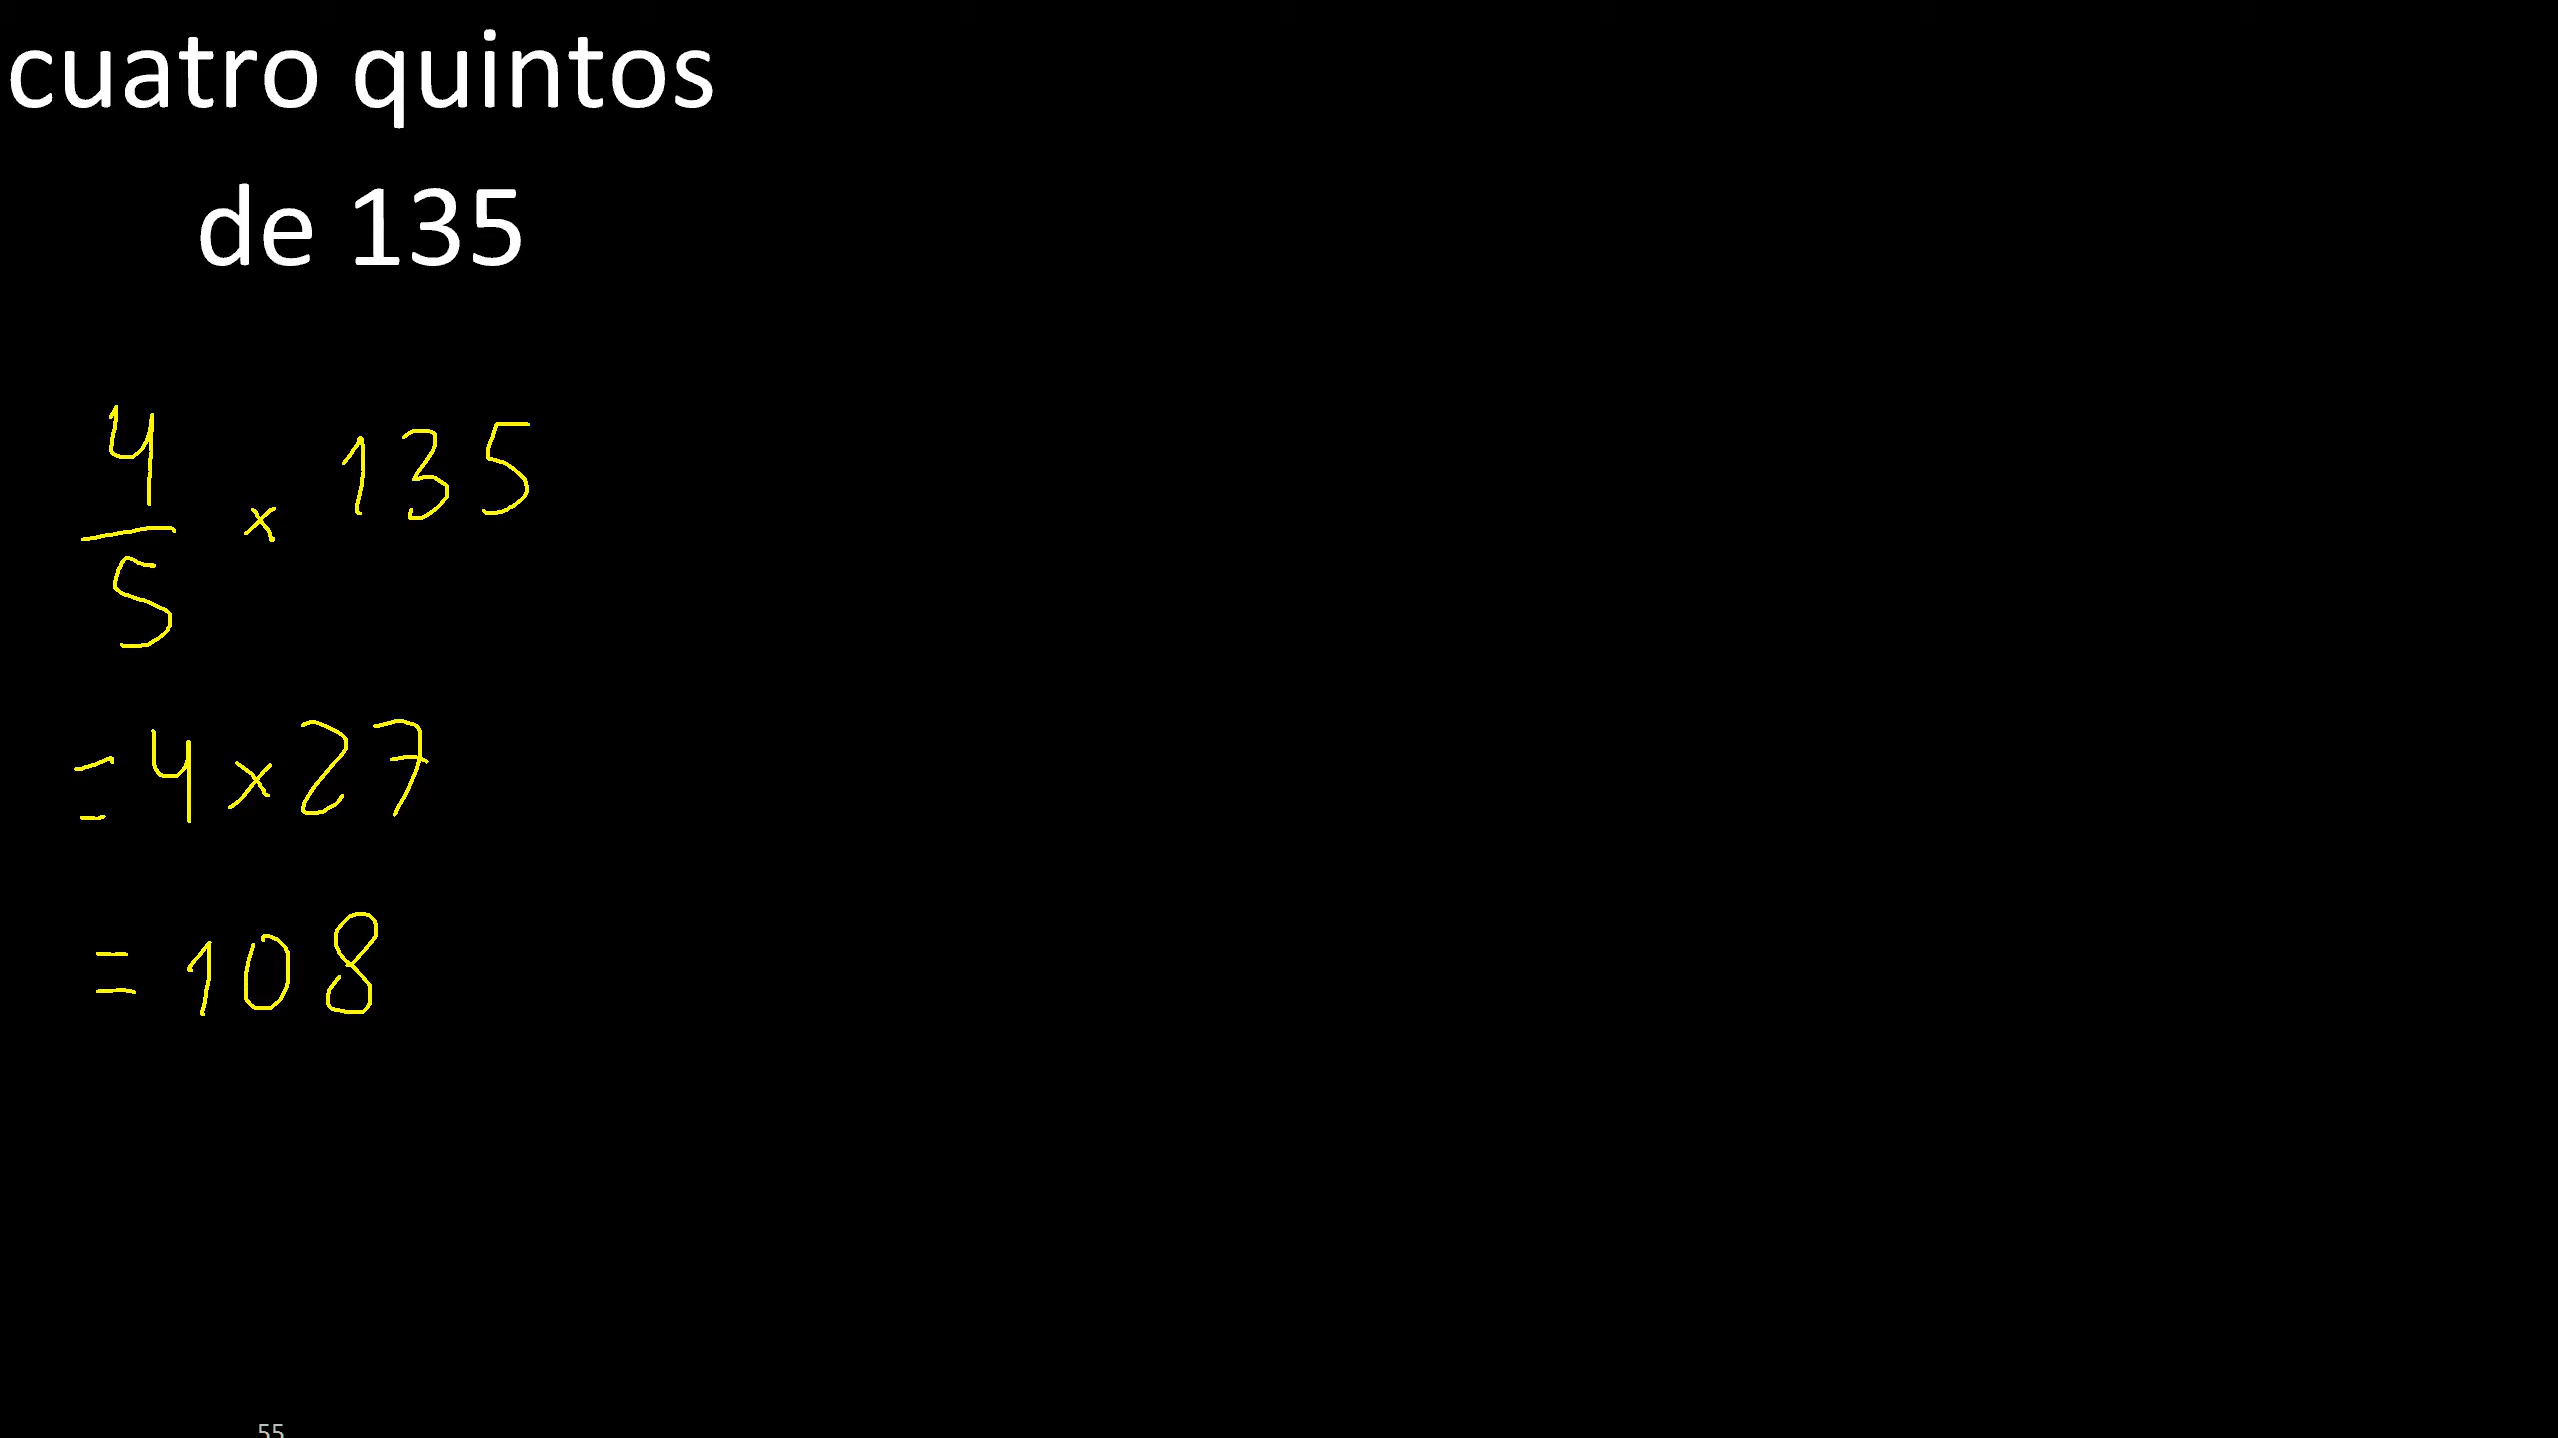 cuatro quintos
de 135
4/5 × 135
= 4 × 27
= 108
55